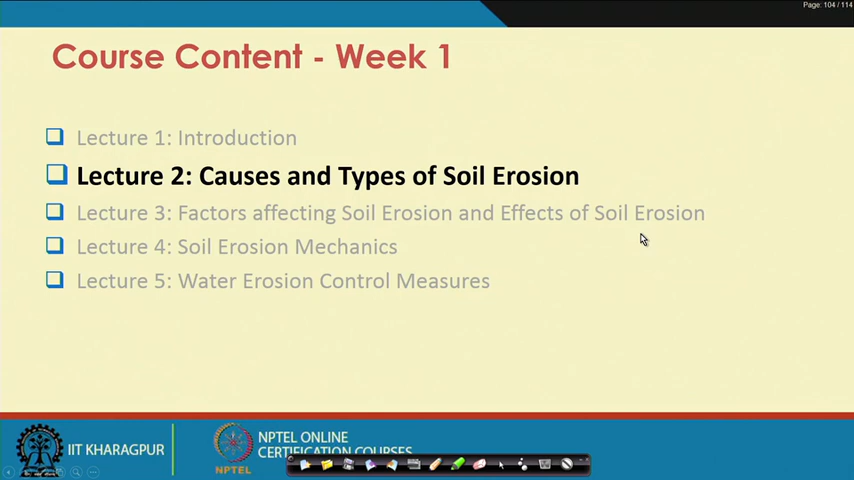 Page: 104 / 114
Course Content - Week 1
Lecture 1: Introduction
Lecture 2: Causes and Types of Soil Erosion
Lecture 3: Factors affecting Soil Erosion and Effects of Soil Erosion
Lecture 4: Soil Erosion Mechanics
Lecture 5: Water Erosion Control Measures
IIT KHARAGPUR
NPTEL
NPTEL ONLINE
CERTIFICATION COURSES